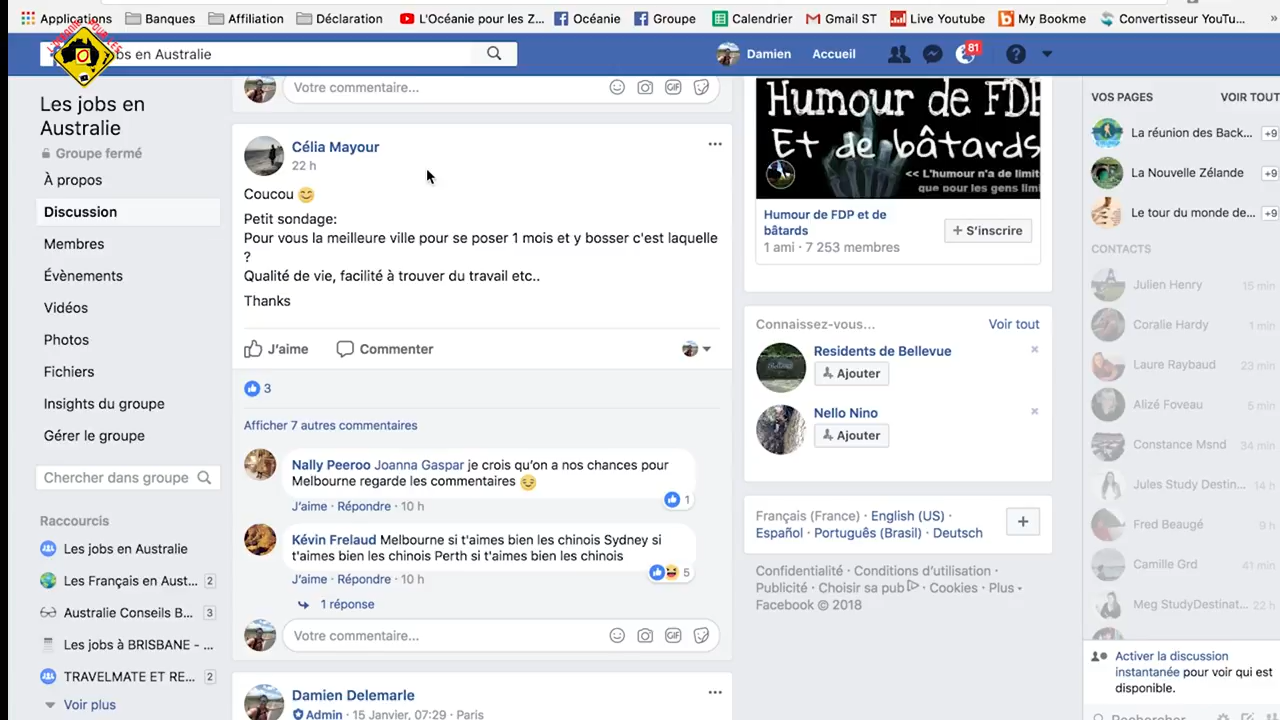 Applications
Banques
Affiliation
Déclaration
L'Océanie pour les Z...
Océanie
Groupe
Calendrier
Gmail ST
Live Youtube
My Bookme
Convertisseur YouTu...
»
L'OCÉANIE POUR LES
bs en Australie
Damien
Accueil
81
Les jobs en
Australie
Groupe fermé
À propos
Discussion
Membres
Évènements
Vidéos
Photos
Fichiers
Insights du groupe
Gérer le groupe
Chercher dans groupe
Raccourcis
Les jobs en Australie
Les Français en Aust... 2
Australie Conseils B... 3
Les jobs à BRISBANE - ...
TRAVELMATE ET RE... 2
Voir plus
Votre commentaire...
GIF
Célia Mayour
22 h
Coucou
Petit sondage:
Pour vous la meilleure ville pour se poser 1 mois et y bosser c'est laquelle
?
Qualité de vie, facilité à trouver du travail etc..
Thanks
J'aime
Commenter
3
Afficher 7 autres commentaires
Nally Peeroo Joanna Gaspar je crois qu'on a nos chances pour
Melbourne regarde les commentaires
1
J'aime · Répondre · 10 h
Kévin Frelaud Melbourne si t'aimes bien les chinois Sydney si
t'aimes bien les chinois Perth si t'aimes bien les chinois
5
J'aime · Répondre · 10 h
1 réponse
Votre commentaire...
GIF
Damien Delemarle
Admin · 15 Janvier, 07:29 · Paris
Humour de FDP
Et de bâtards
<< L'humour n'a de limit
que pour les gens limi
Humour de FDP et de
bâtards
1 ami · 7 253 membres
+ S'inscrire
Connaissez-vous...
Voir tout
Residents de Bellevue
Ajouter
×
Nello Nino
Ajouter
×
Français (France) · English (US) ·
Español · Português (Brasil) · Deutsch
+
Confidentialité · Conditions d'utilisation ·
Publicité · Choisir sa pub · Cookies · Plus
Facebook © 2018
VOS PAGES
VOIR TOUT
La réunion des Back... +9
La Nouvelle Zélande +9
Le tour du monde de... +9
CONTACTS
Julien Henry 15 min
Coralie Hardy 1 min
Laure Raybaud 23 min
Alizé Foveau 5 min
Constance Msnd 34 min
Jules Study Destin... 14 h
Fred Beaugé 9 h
Camille Grd 4 min
Meg StudyDestinat... 22 h
Activer la discussion
instantanée pour voir qui est
disponible.
Rechercher